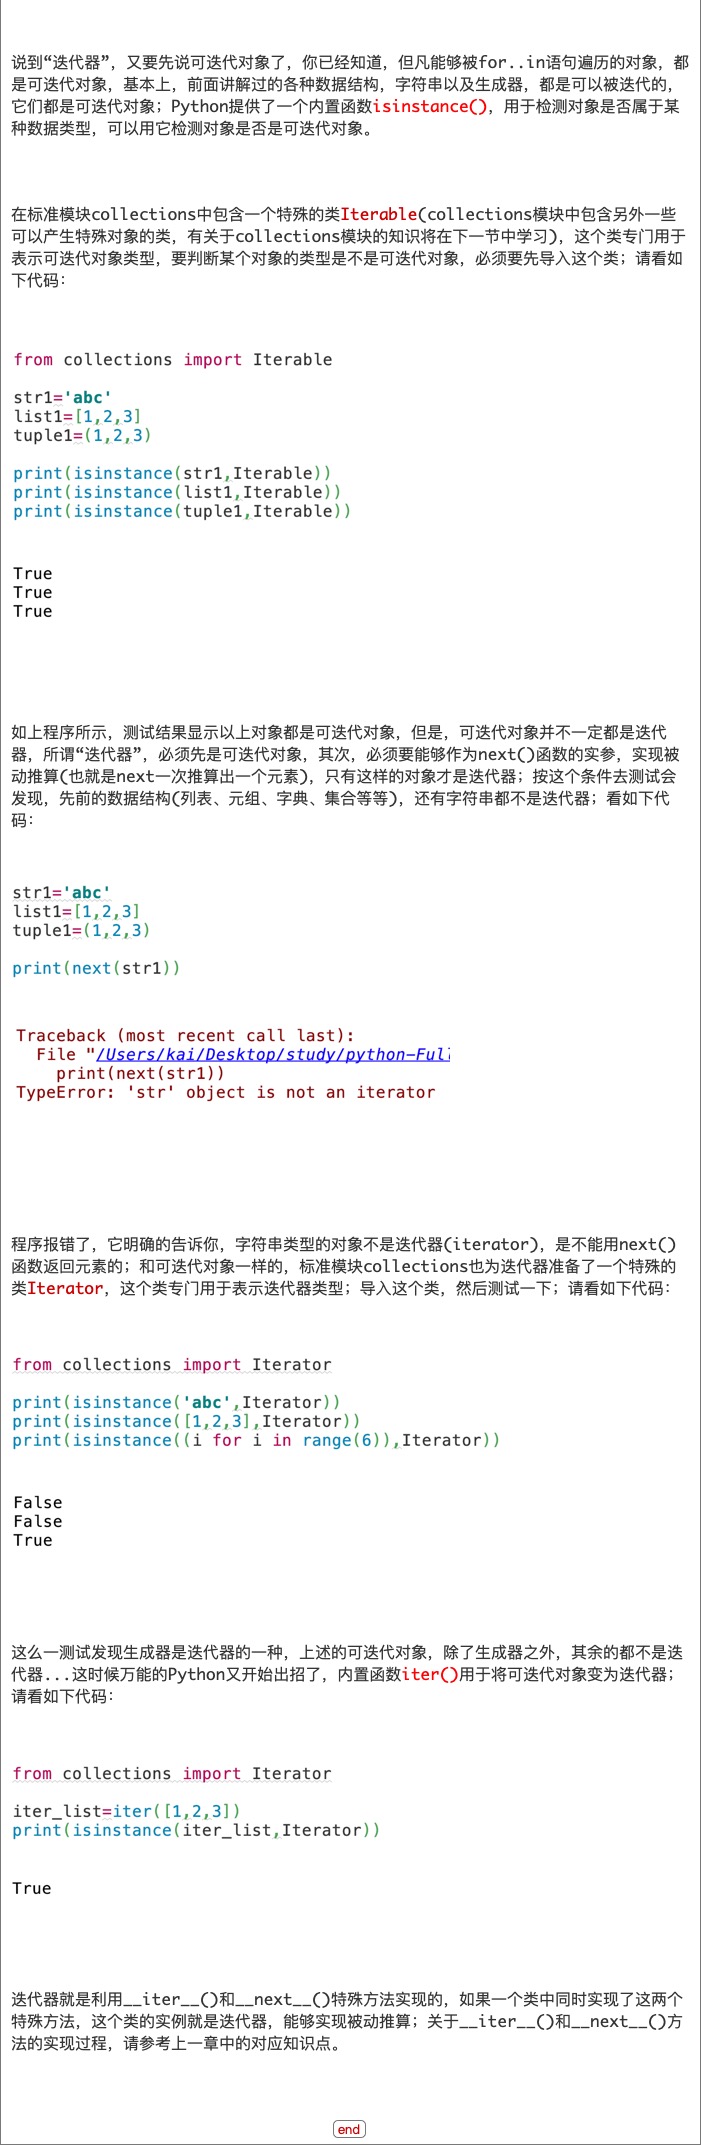 说到“迭代器”，又要先说可迭代对象了，你已经知道，但凡能够被for..in语句遍历的对象，都
是可迭代对象，基本上，前面讲解过的各种数据结构，字符串以及生成器，都是可以被迭代的，
它们都是可迭代对象；Python提供了一个内置函数isinstance()，用于检测对象是否属于某
种数据类型，可以用它检测对象是否是可迭代对象。
在标准模块collections中包含一个特殊的类Iterable(collections模块中包含另外一些
可以产生特殊对象的类，有关于collections模块的知识将在下一节中学习)，这个类专门用于
表示可迭代对象类型，要判断某个对象的类型是不是可迭代对象，必须要先导入这个类；请看如
下代码：
from collections import Iterable
str1='abc'
list1=[1,2,3]
tuple1=(1,2,3)
print(isinstance(str1,Iterable))
print(isinstance(list1,Iterable))
print(isinstance(tuple1,Iterable))
True
True
True
如上程序所示，测试结果显示以上对象都是可迭代对象，但是，可迭代对象并不一定都是迭代
器，所谓“迭代器”，必须先是可迭代对象，其次，必须要能够作为next()函数的实参，实现被
动推算(也就是next一次推算出一个元素)，只有这样的对象才是迭代器；按这个条件去测试会
发现，先前的数据结构(列表、元组、字典、集合等等)，还有字符串都不是迭代器；看如下代
码：
str1='abc'
list1=[1,2,3]
tuple1=(1,2,3)
print(next(str1))
Traceback (most recent call last):
File "/Users/kai/Desktop/study/python-Full
print(next(str1))
TypeError: 'str' object is not an iterator
程序报错了，它明确的告诉你，字符串类型的对象不是迭代器(iterator)，是不能用next()
函数返回元素的；和可迭代对象一样的，标准模块collections也为迭代器准备了一个特殊的
类Iterator，这个类专门用于表示迭代器类型；导入这个类，然后测试一下；请看如下代码：
from collections import Iterator
print(isinstance('abc',Iterator))
print(isinstance([1,2,3],Iterator))
print(isinstance((i for i in range(6)),Iterator))
False
False
True
这么一测试发现生成器是迭代器的一种，上述的可迭代对象，除了生成器之外，其余的都不是迭
代器...这时候万能的Python又开始出招了，内置函数iter()用于将可迭代对象变为迭代器；
请看如下代码：
from collections import Iterator
iter_list=iter([1,2,3])
print(isinstance(iter_list,Iterator))
True
迭代器就是利用__iter__()和__next__()特殊方法实现的，如果一个类中同时实现了这两个
特殊方法，这个类的实例就是迭代器，能够实现被动推算；关于__iter__()和__next__()方
法的实现过程，请参考上一章中的对应知识点。
end